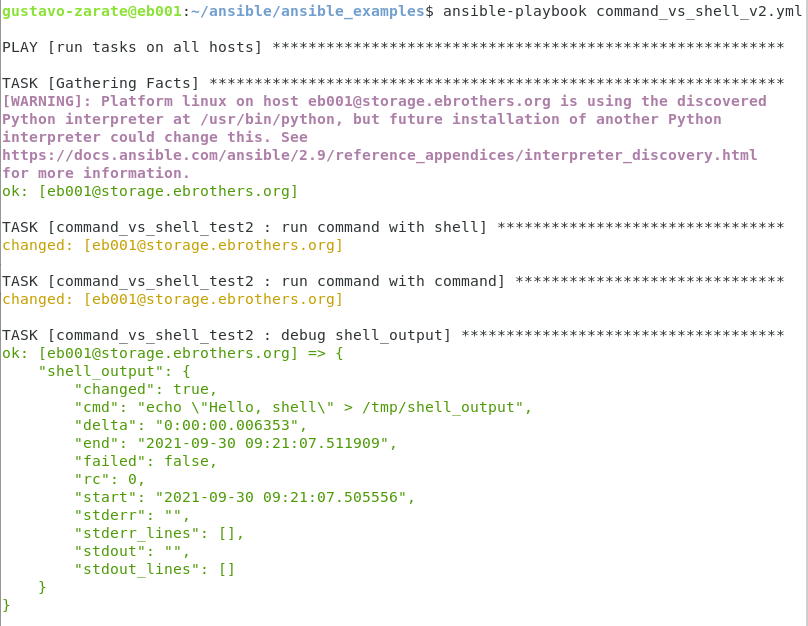 gustavo-zarate@eb001:~/ansible/ansible_examples$ ansible-playbook command_vs_shell_v2.yml
PLAY [run tasks on all hosts] *********************************************************
TASK [Gathering Facts] ****************************************************************
[WARNING]: Platform linux on host eb001@storage.ebrothers.org is using the discovered
Python interpreter at /usr/bin/python, but future installation of another Python
interpreter could change this. See
https://docs.ansible.com/ansible/2.9/reference_appendices/interpreter_discovery.html
for more information.
ok: [eb001@storage.ebrothers.org]
TASK [command_vs_shell_test2 : run command with shell] ********************************
changed: [eb001@storage.ebrothers.org]
TASK [command_vs_shell_test2 : run command with command] ******************************
changed: [eb001@storage.ebrothers.org]
TASK [command_vs_shell_test2 : debug shell_output] ************************************
ok: [eb001@storage.ebrothers.org] => {
    "shell_output": {
        "changed": true,
        "cmd": "echo \"Hello, shell\" > /tmp/shell_output",
        "delta": "0:00:00.006353",
        "end": "2021-09-30 09:21:07.511909",
        "failed": false,
        "rc": 0,
        "start": "2021-09-30 09:21:07.505556",
        "stderr": "",
        "stderr_lines": [],
        "stdout": "",
        "stdout_lines": []
    }
}